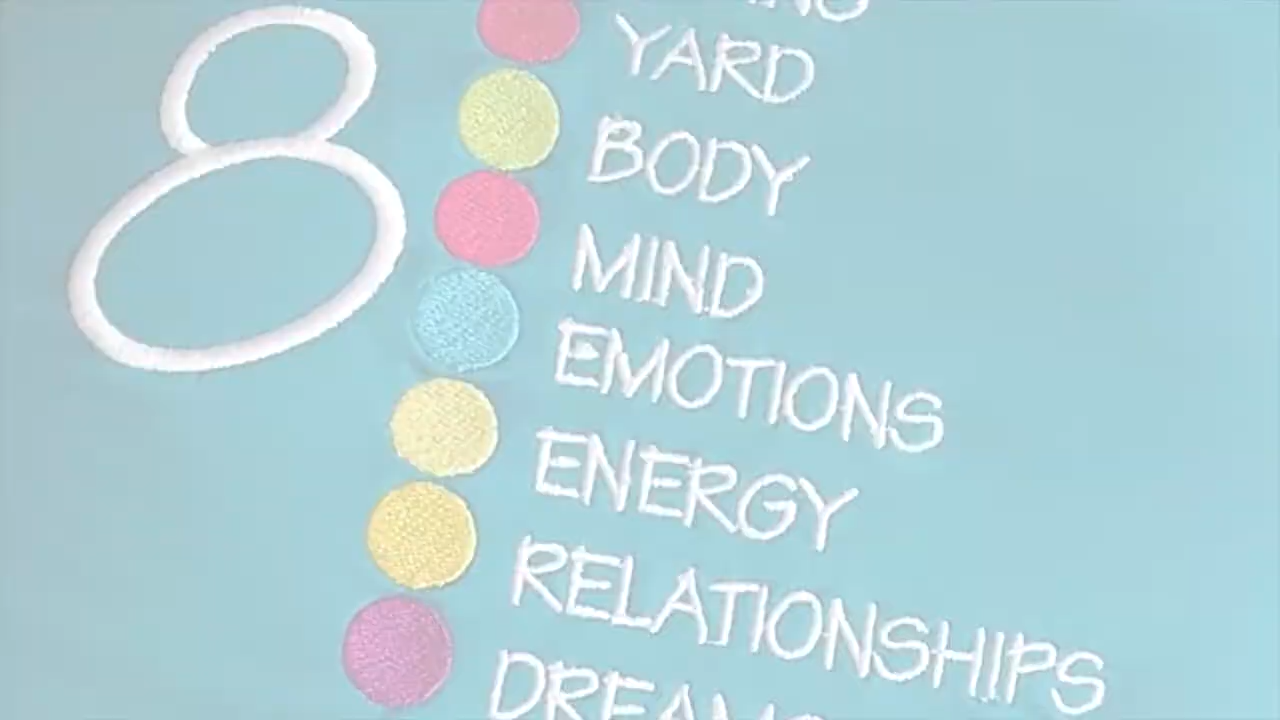 8
YARD
BODY
MIND
EMOTIONS
ENERGY
RELATIONSHIPS